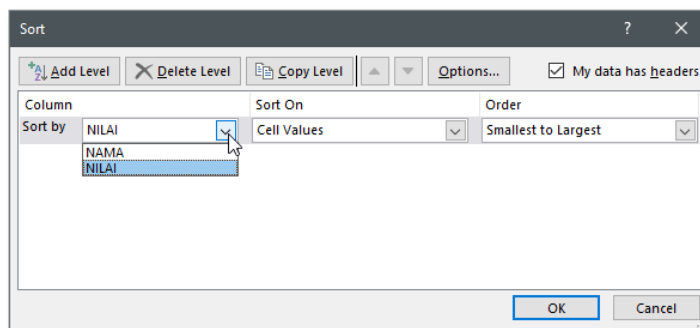 Sort ? ×
Add Level Delete Level Copy Level Options... My data has headers
Column Sort On Order
Sort by NILAI Cell Values Smallest to Largest
NAMA
NILAI
OK Cancel